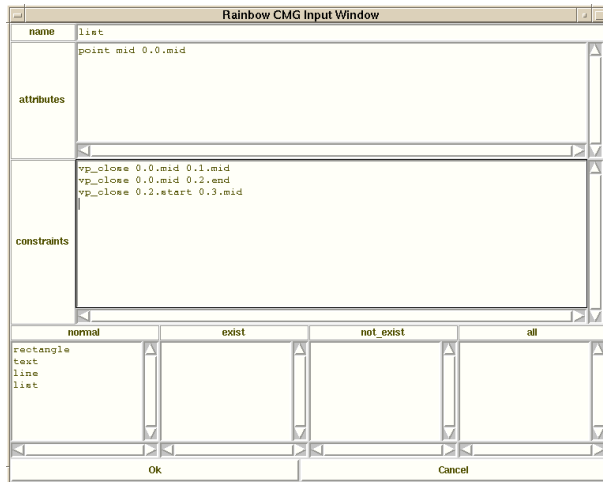 Rainbow CMG Input Window
name
list
attributes
point mid 0.0.mid
constraints
vp_close 0.0.mid 0.1.mid
vp_close 0.0.mid 0.2.end
vp_close 0.2.start 0.3.mid
normal exist not_exist all
rectangle
text
line
list
Ok Cancel